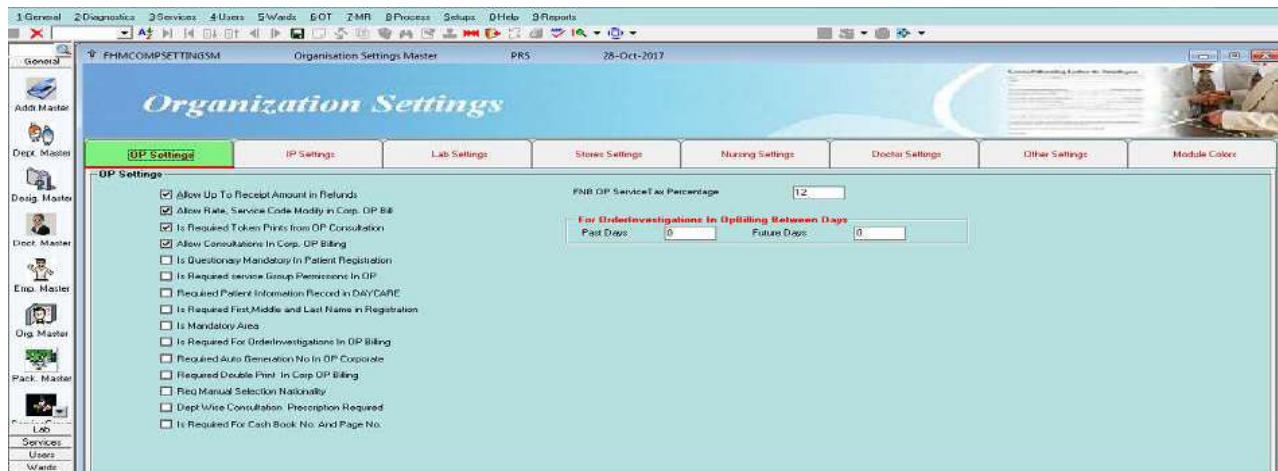 1General 2Diagnostics 3Services 4Users 5Wards 6OT 7MR 8Process Setups 0Help 9Reports
General
FHMCOMPSETTINGSM Organisation Settings Master PRS 28-Oct-2017
Organization Settings
Addr.Master
Dept. Master
Desig. Master
Doct. Master
Emp. Master
Org. Master
Pack. Master
Lab
Services
Users
Wards
OP Settings IP Settings Lab Settings Stores Settings Nursing Settings Doctor Settings Other Settings Module Colors
OP Settings
Allow Up To Receipt Amount in Refunds
Allow Rate, Service Code Modify in Corp. OP Bill
Is Required Token Prints from OP Consultation
Allow Consultations In Corp. OP Billing
Is Questionary Mandatory In Patient Registration
Is Required service Group Permissions In OP
Required Patient Information Record in DAYCARE
Is Required First,Middle and Last Name in Registration
Is Mandatory Area
Is Required For OrderInvestigations In OP Billing
Required Auto Generation No In OP Corporate
Required Double Print In Corp OP Billing
Req Manual Selection Nationality
Dept Wise Consultation Prescription Required
Is Required For Cash Book No. And Page No.
FNB OP ServiceTax Percentage 12
For OrderInvestigations In OpBilling Between Days
Past Days 0 Future Days 0